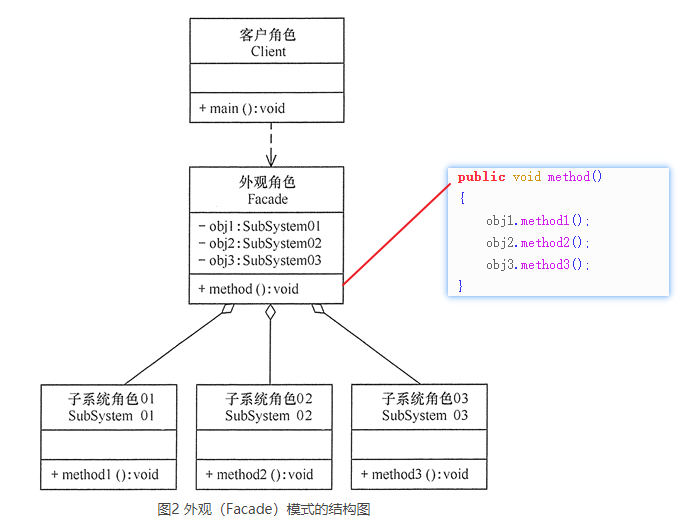 客户角色
Client
+ main ():void
外观角色
Facade
- obj1:SubSystem01
- obj2:SubSystem02
- obj3:SubSystem03
+ method ():void
public void method()
{
obj1.method1();
obj2.method2();
obj3.method3();
}
子系统角色01
SubSystem 01
+ method1 ():void
子系统角色02
SubSystem 02
+ method2 ():void
子系统角色03
SubSystem 03
+ method3 ():void
图2 外观（Facade）模式的结构图